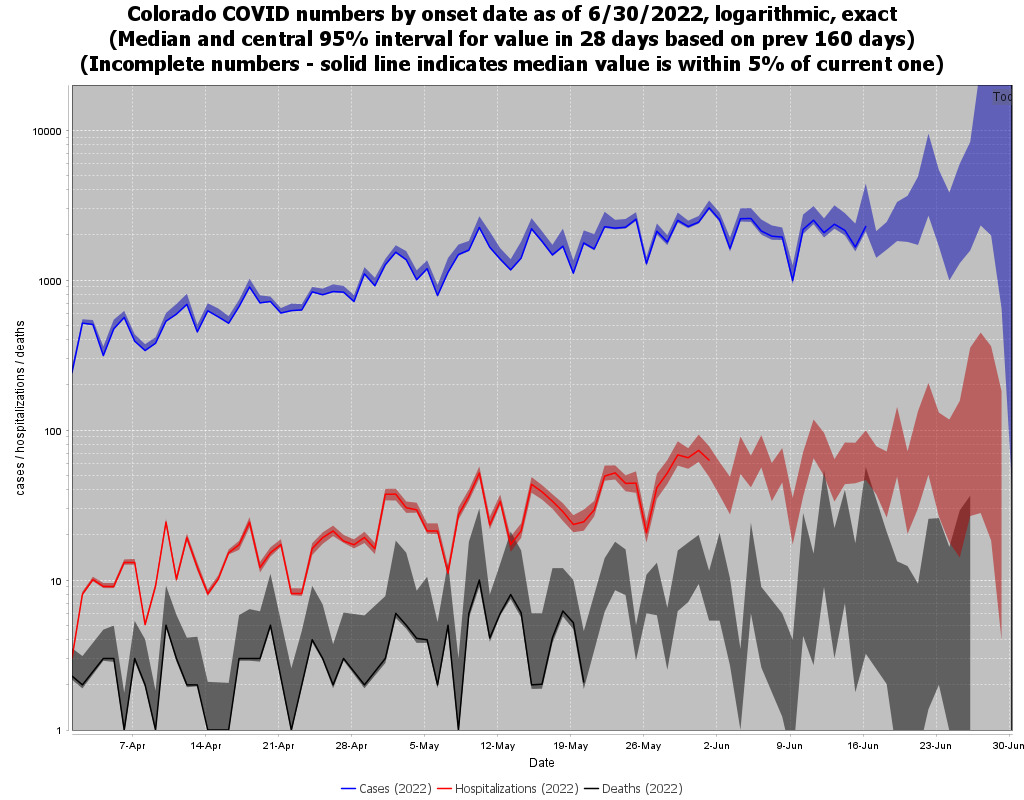 Colorado COVID numbers by onset date as of 6/30/2022, logarithmic, exact
(Median and central 95% interval for value in 28 days based on prev 160 days)
(Incomplete numbers - solid line indicates median value is within 5% of current one)
10000
1000
100
10
1
cases / hospitalizations / deaths
7-Apr 14-Apr 21-Apr 28-Apr 5-May 12-May 19-May 26-May 2-Jun 9-Jun 16-Jun 23-Jun 30-Jun
Date
Cases (2022) Hospitalizations (2022) Deaths (2022)